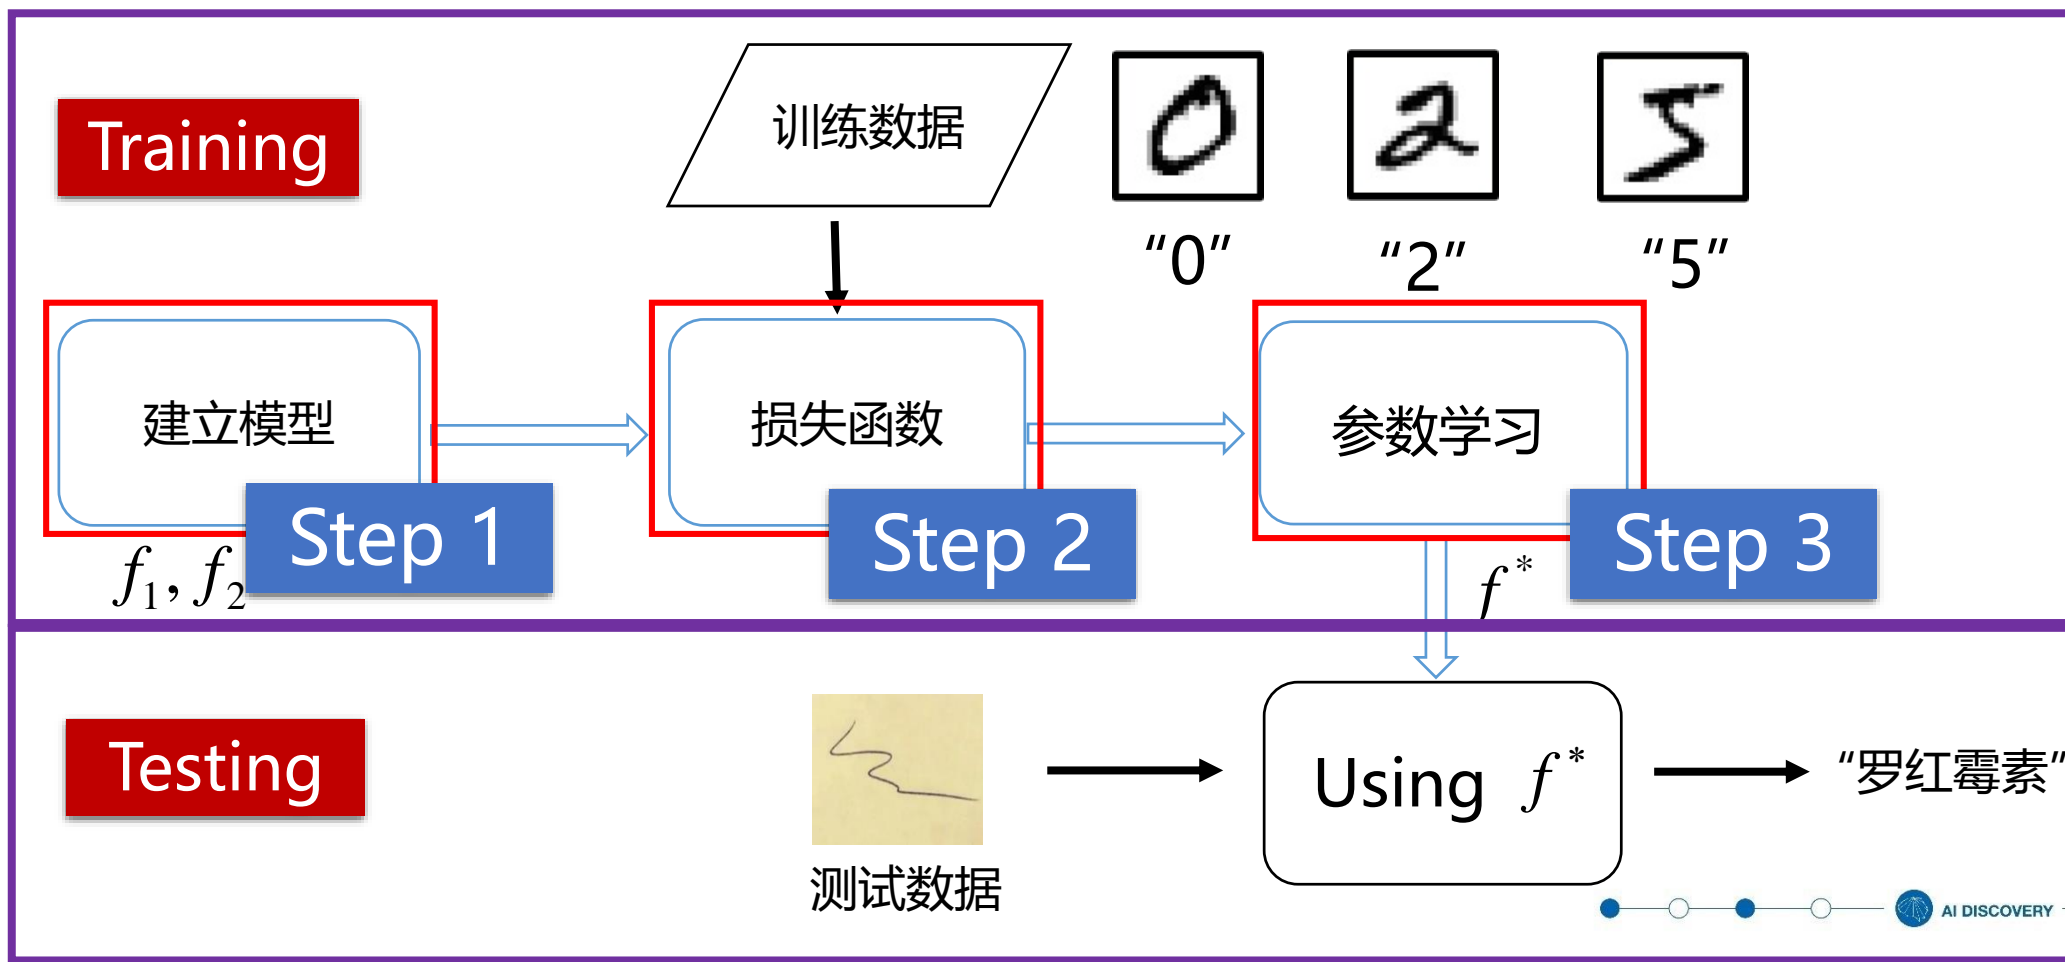 Training
训练数据
“0”
“2”
“5”
建立模型
损失函数
参数学习
Step 1
Step 2
Step 3
f₁, f₂
f*
Testing
测试数据
Using f*
“罗红霉素”
AI DISCOVERY